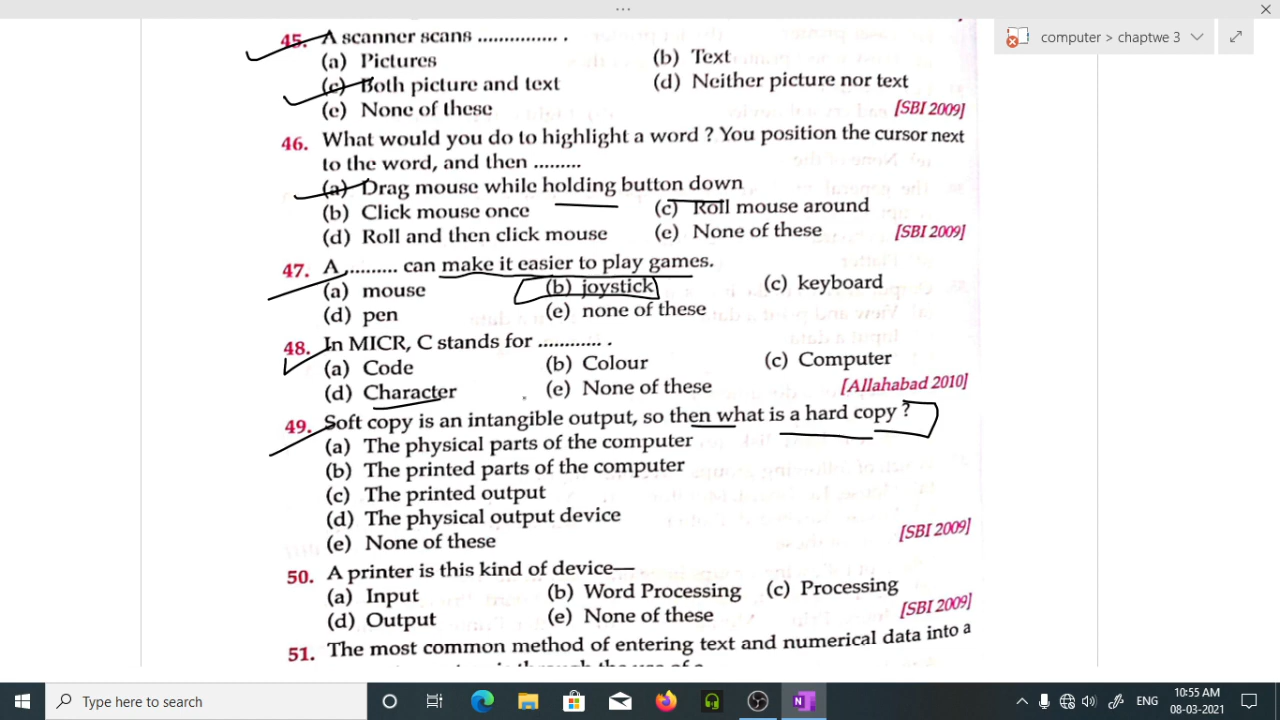 ...
computer > chaptwe 3
45. A scanner scans ............... .
(a) Pictures (b) Text
(c) Both picture and text (d) Neither picture nor text
(e) None of these [SBI 2009]
46. What would you do to highlight a word ? You position the cursor next
to the word, and then .........
(a) Drag mouse while holding button down
(b) Click mouse once (c) Roll mouse around
(d) Roll and then click mouse (e) None of these [SBI 2009]
47. A .......... can make it easier to play games.
(a) mouse (b) joystick (c) keyboard
(d) pen (e) none of these
48. In MICR, C stands for ............ .
(a) Code (b) Colour (c) Computer
(d) Character (e) None of these [Allahabad 2010]
49. Soft copy is an intangible output, so then what is a hard copy ?
(a) The physical parts of the computer
(b) The printed parts of the computer
(c) The printed output
(d) The physical output device
(e) None of these [SBI 2009]
50. A printer is this kind of device—
(a) Input (b) Word Processing (c) Processing
(d) Output (e) None of these [SBI 2009]
51. The most common method of entering text and numerical data into a
Type here to search
ENG
10:55 AM
08-03-2021